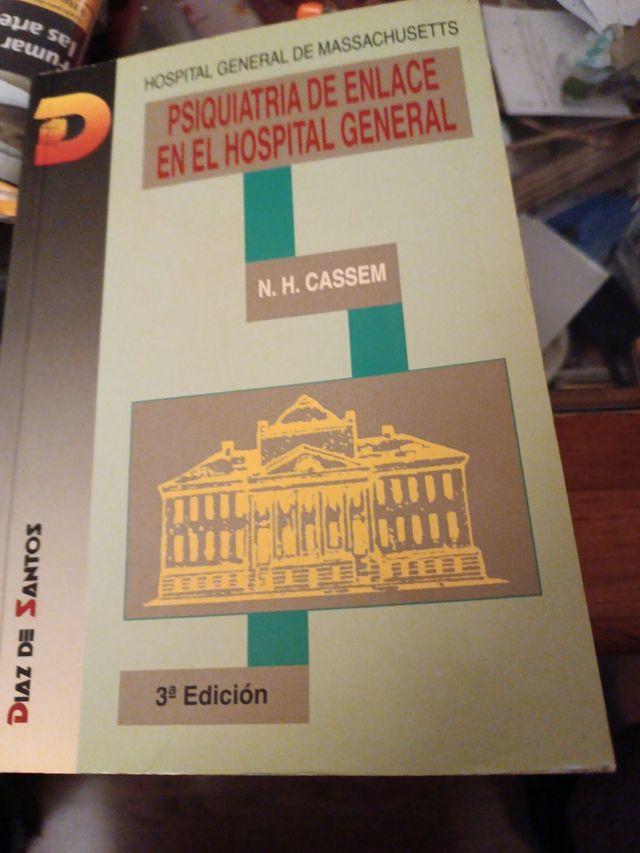 Fumar
las arte
HOSPITAL GENERAL DE MASSACHUSETTS
PSIQUIATRIA DE ENLACE
EN EL HOSPITAL GENERAL
N. H. CASSEM
3ª Edición
DIAZ DE SANTOS